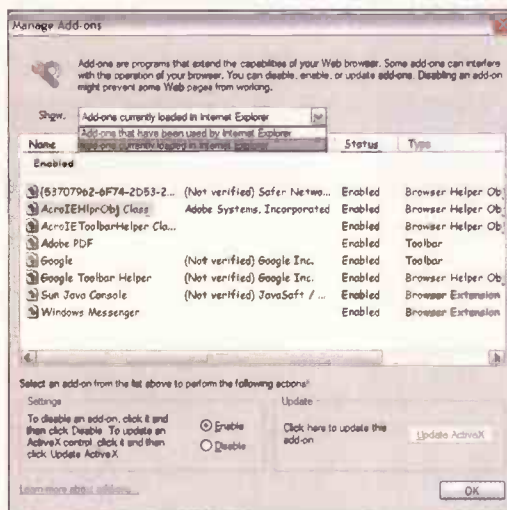 Manage Add-ons
Add-ons are programs that extend the capabilities of your Web browser. Some add-ons can interfere
with the operation of your browser. You can disable, enable, or update add-ons. Disabling an add-on
might prevent some Web pages from working.
Show: Add-ons currently loaded in Internet Explorer
Add-ons that have been used by Internet Explorer
Add-ons currently loaded in Internet Explorer
Name Status Type
Enabled
{53707962-6F74-2D53-2... (Not verified) Safer Netwo... Enabled Browser Helper Ob
AcroIEHlprObj Class Adobe Systems, Incorporated Enabled Browser Helper Ob
AcroIEToolbarHelper Cla... Enabled Browser Helper Ob
Adobe PDF Enabled Toolbar
Google (Not verified) Google Inc. Enabled Toolbar
Google Toolbar Helper (Not verified) Google Inc. Enabled Browser Helper Ob
Sun Java Console (Not verified) JavaSoft / ... Enabled Browser Extension
Windows Messenger Enabled Browser Extension
Select an add-on from the list above to perform the following actions:
Settings
To disable an add-on, click it and
then click Disable. To update an
ActiveX control, click it and then
click Update ActiveX.
Enable
Disable
Update
Click here to update this
add-on
Update ActiveX
Learn more about add-ons...
OK